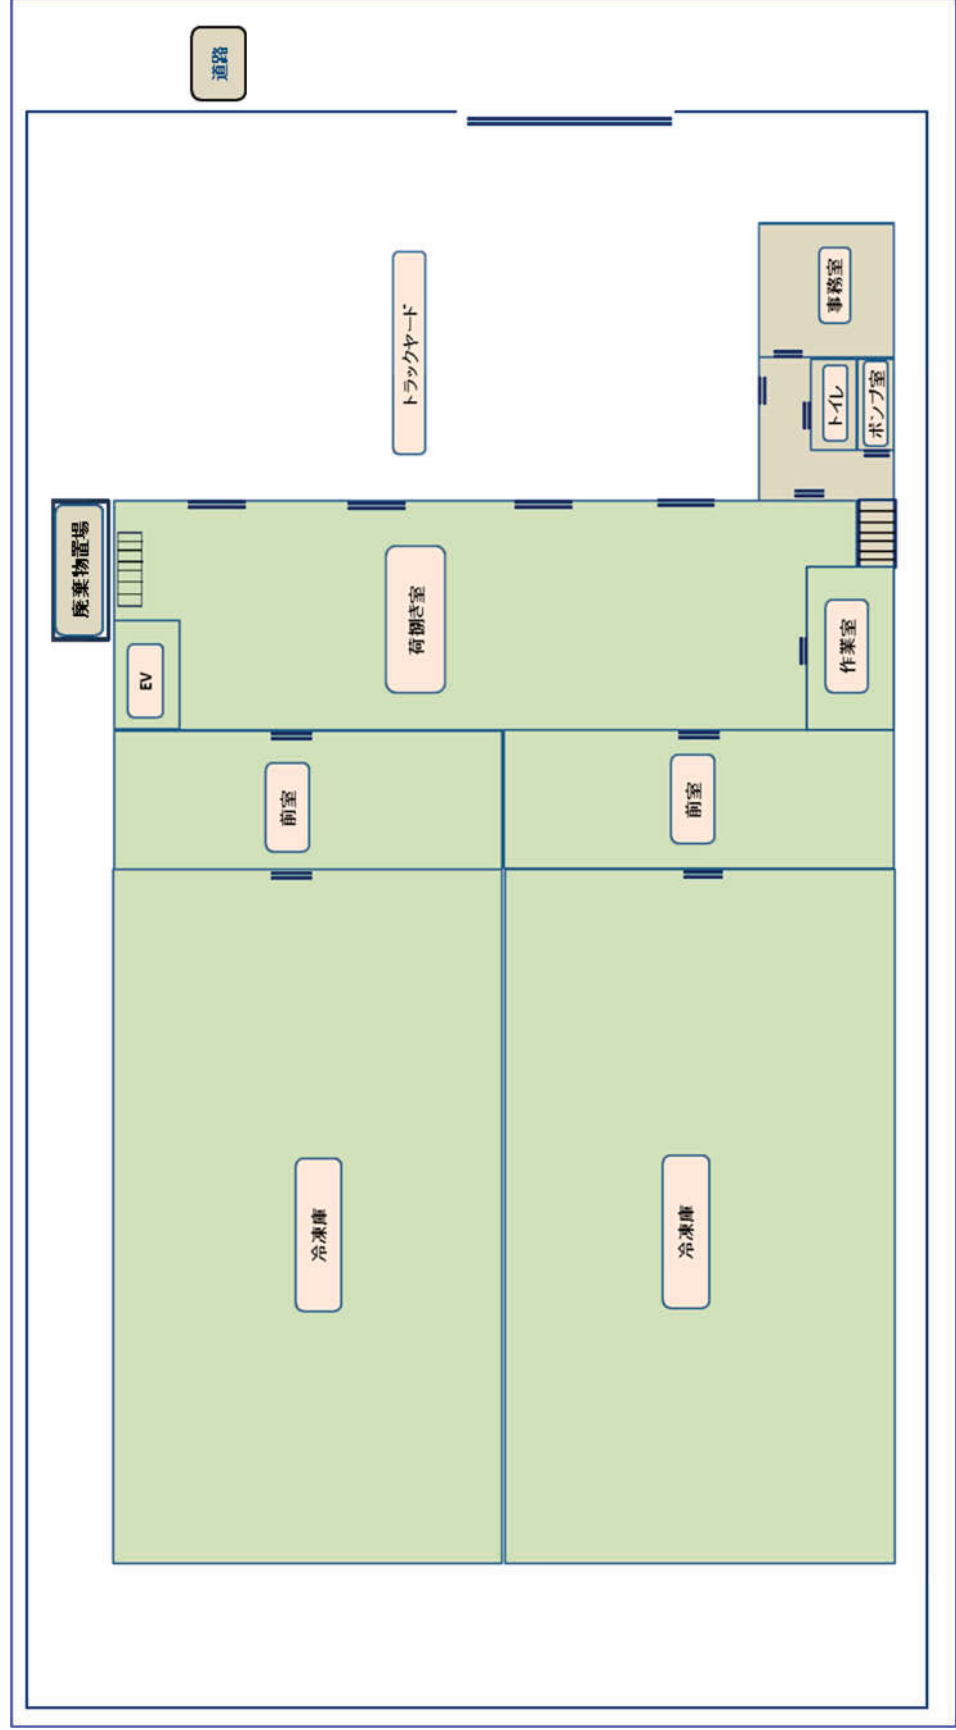 道路
トラックヤード
事務室
トイレ
ポンプ室
廃棄物置場
荷捌き室
EV
作業室
前室
前室
冷凍庫
冷凍庫